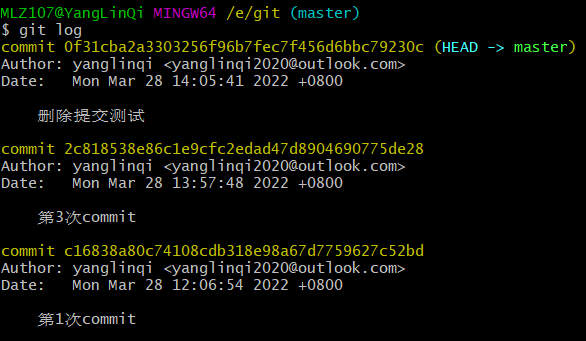 MLZ107@YangLinQi MINGW64 /e/git (master)
$ git log
commit 0f31cba2a3303256f96b7fec7f456d6bbc79230c (HEAD -> master)
Author: yanglinqi <yanglinqi2020@outlook.com>
Date:   Mon Mar 28 14:05:41 2022 +0800
删除提交测试
commit 2c818538e86c1e9cfc2edad47d8904690775de28
Author: yanglinqi <yanglinqi2020@outlook.com>
Date:   Mon Mar 28 13:57:48 2022 +0800
第3次commit
commit c16838a80c74108cdb318e98a67d7759627c52bd
Author: yanglinqi <yanglinqi2020@outlook.com>
Date:   Mon Mar 28 12:06:54 2022 +0800
第1次commit